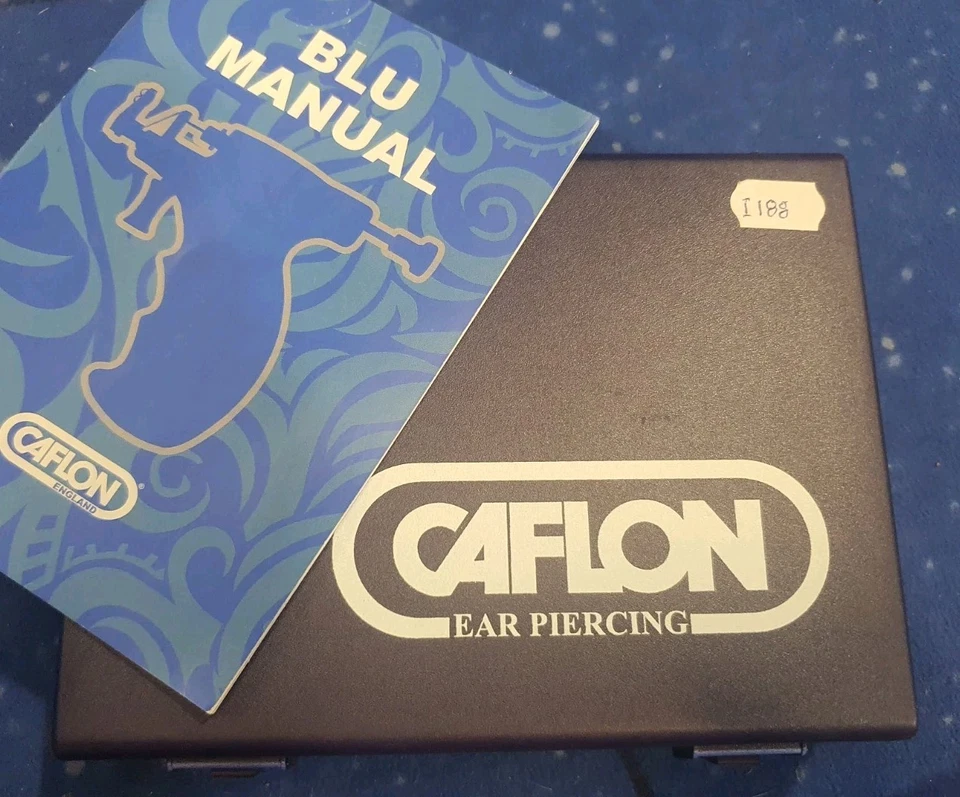 BLU
MANUAL
CAFLON
ENGLAND
I188
CAFLON
EAR PIERCING